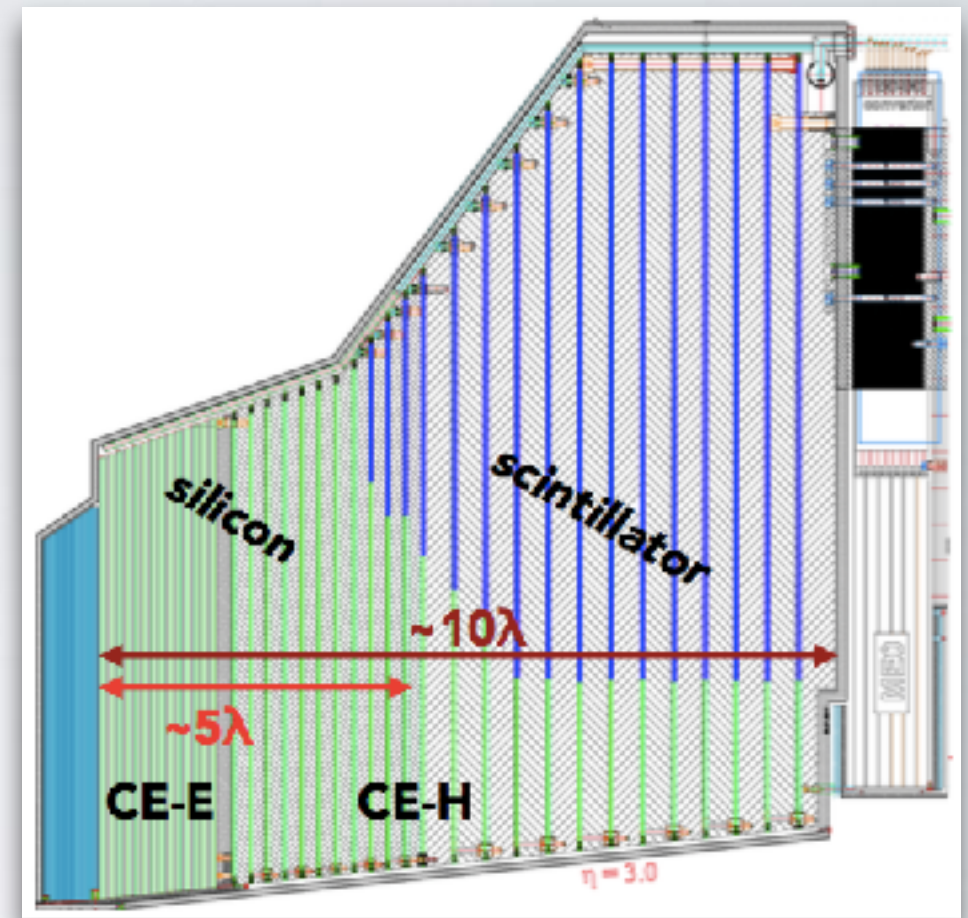 silicon
scintillator
~10λ
~5λ
CE-E
CE-H
η = 3.0